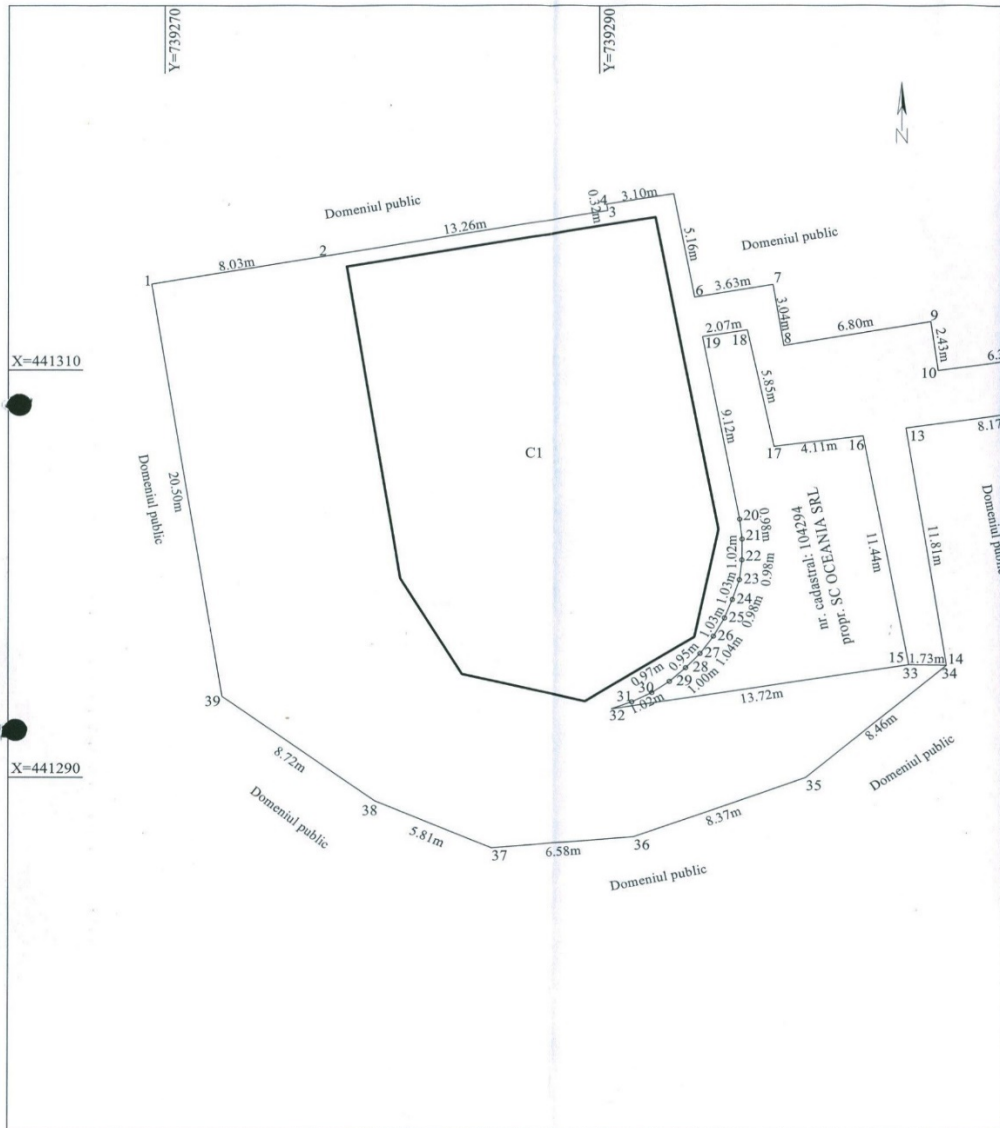 Y=739270
Y=739290
N
Domeniul public
4
3.10m
0.32m
3
13.26m
2
8.03m
1
5.16m
Domeniul public
6
3.63m
7
3.04m
8
6.80m
9
2.43m
10
X=441310
2.07m
19
18
5.85m
9.12m
17
4.11m
16
13
8.17
C1
Domeniul public
20.50m
Domeniul public
nr. cadastral: 104294
propr. SC OCEANIA SRL
11.44m
11.81m
20
0.98m
21
22
1.02m
23
0.98m
1.03m
24
25
0.98m
1.03m
26
27
1.04m
0.95m
28
1.00m
29
0.97m
30
31
1.02m
32
13.72m
15
1.73m
14
33
34
39
8.46m
Domeniul public
X=441290
8.72m
38
Domeniul public
5.81m
37
6.58m
36
8.37m
35
Domeniul public